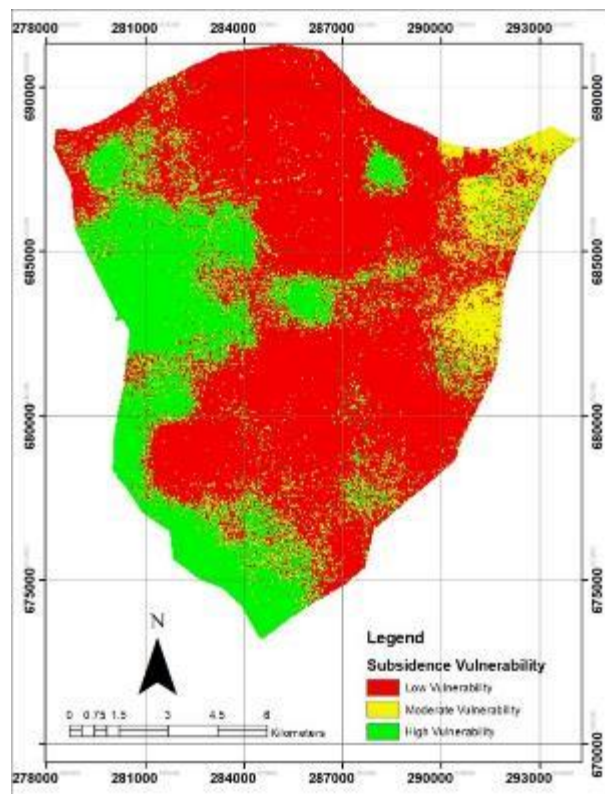 278000 281000 284000 287000 290000 293000
690000 690000
685000 685000
680000 680000
675000 675000
N
Legend
Subsidence Vulnerability
Low Vulnerability
Moderate Vulnerability
High Vulnerability
0 0.75 1.5 3 4.5 6
Kilometers
670000
278000 281000 284000 287000 290000 293000